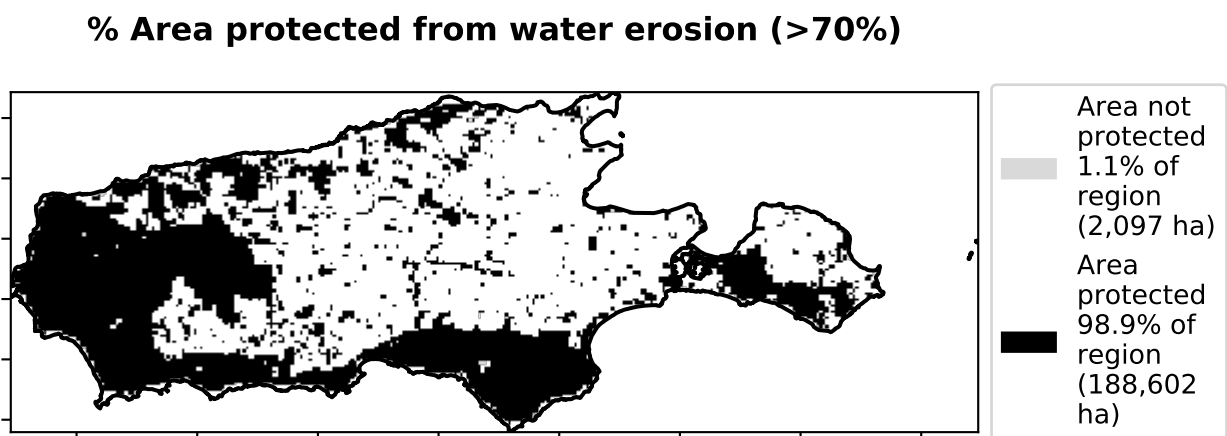 % Area protected from water erosion (>70%)
Area not
protected
1.1% of
region
(2,097 ha)
Area
protected
98.9% of
region
(188,602
ha)